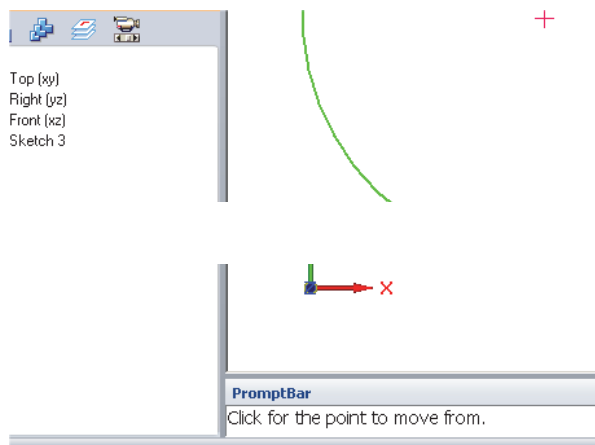 Top (xy)
Right (yz)
Front (xz)
Sketch 3
X
PromptBar
Click for the point to move from.